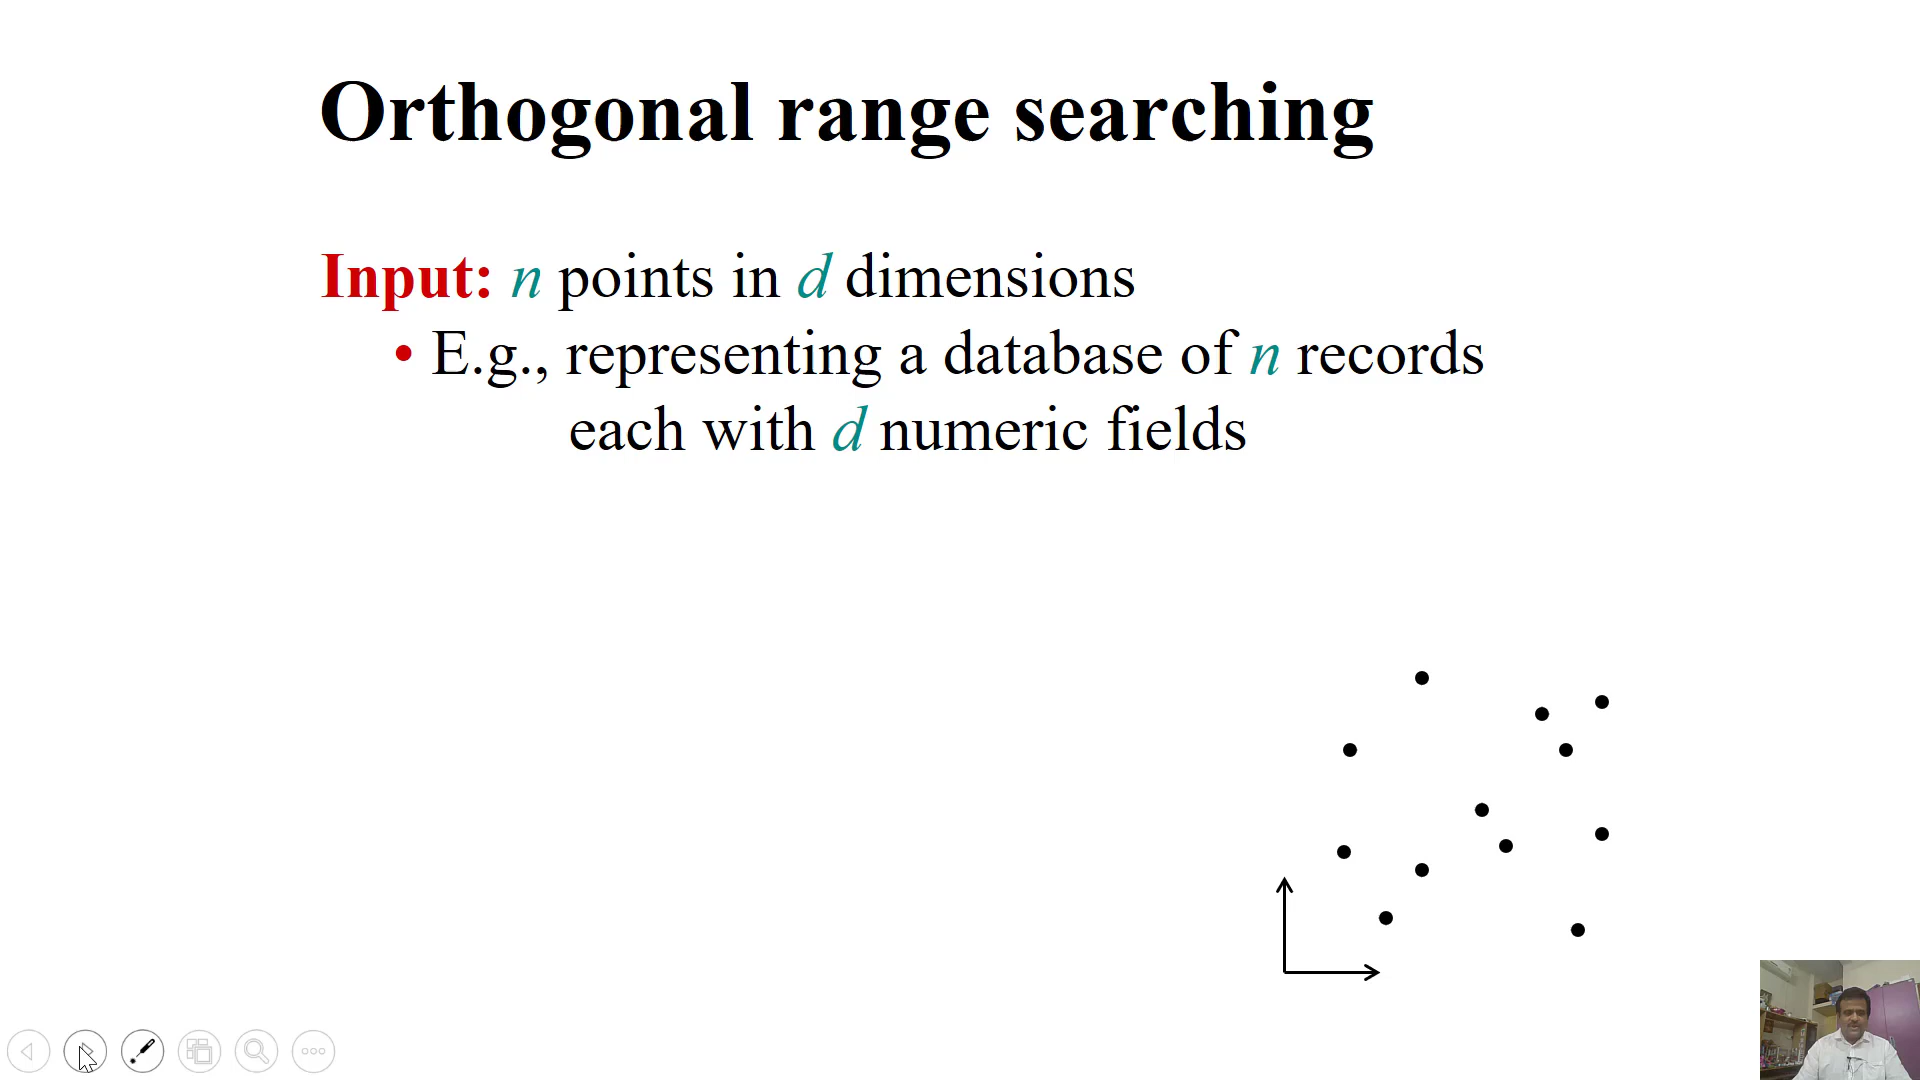 Orthogonal range searching
Input: n points in d dimensions
• E.g., representing a database of n records
each with d numeric fields